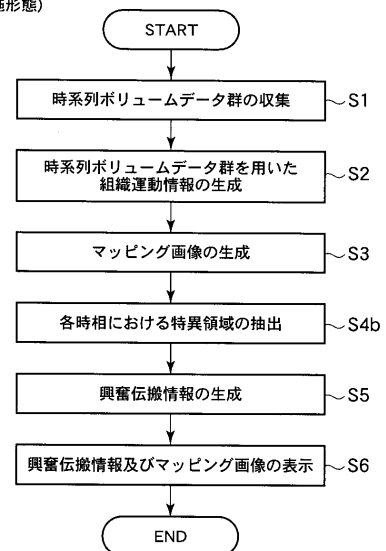 施形態)
START
時系列ボリュームデータ群の収集
S1
時系列ボリュームデータ群を用いた
組織運動情報の生成
S2
マッピング画像の生成
S3
各時相における特異領域の抽出
S4b
興奮伝搬情報の生成
S5
興奮伝搬情報及びマッピング画像の表示
S6
END